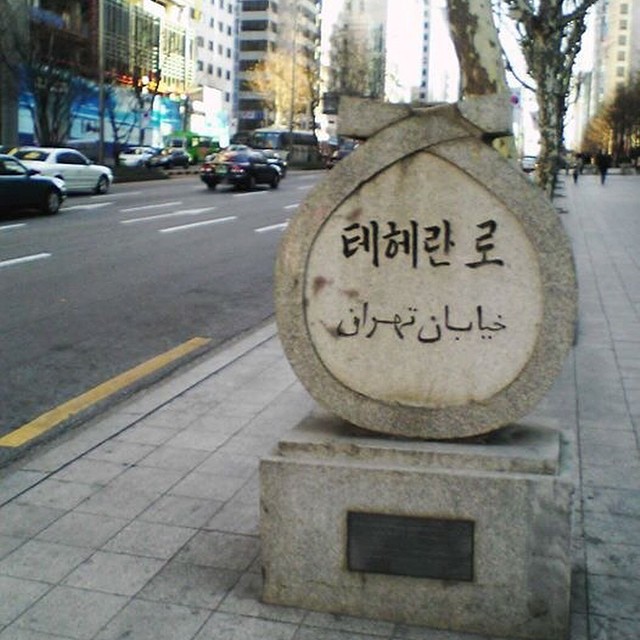 테헤란 로
خیابان تهران